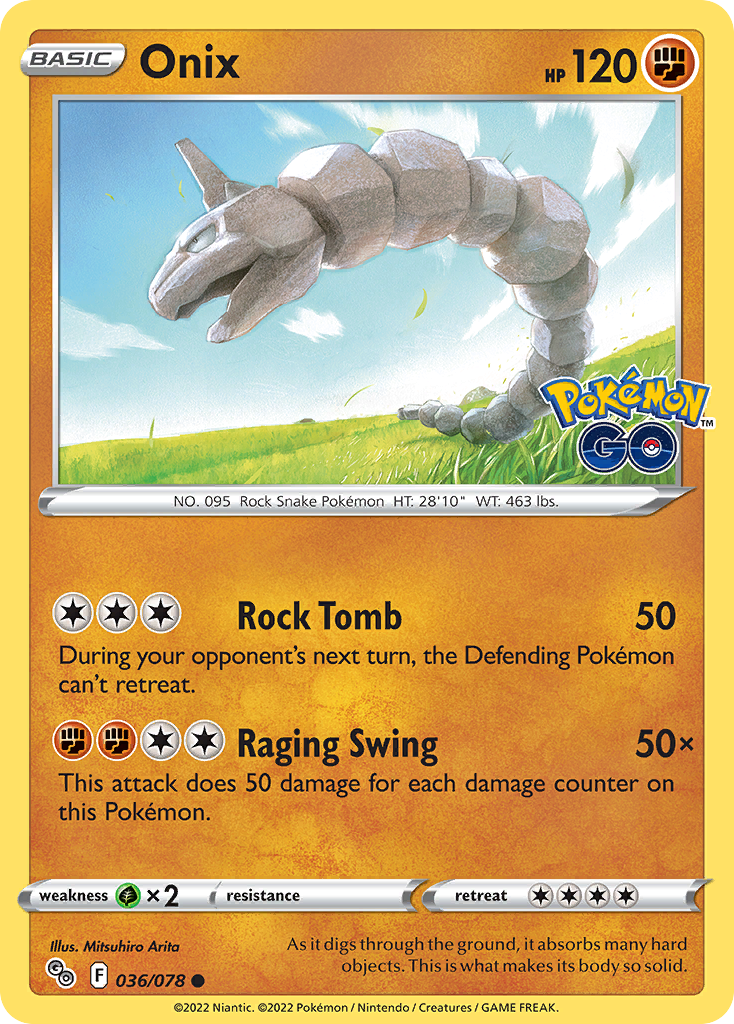 BASIC Onix HP 120
POKéMON
GO™
NO. 095 Rock Snake Pokémon HT: 28'10" WT: 463 lbs.
Rock Tomb 50
During your opponent's next turn, the Defending Pokémon
can't retreat.
Raging Swing 50×
This attack does 50 damage for each damage counter on
this Pokémon.
weakness ×2 resistance retreat
Illus. Mitsuhiro Arita
As it digs through the ground, it absorbs many hard
objects. This is what makes its body so solid.
GO F 036/078
©2022 Niantic. ©2022 Pokémon / Nintendo / Creatures / GAME FREAK.